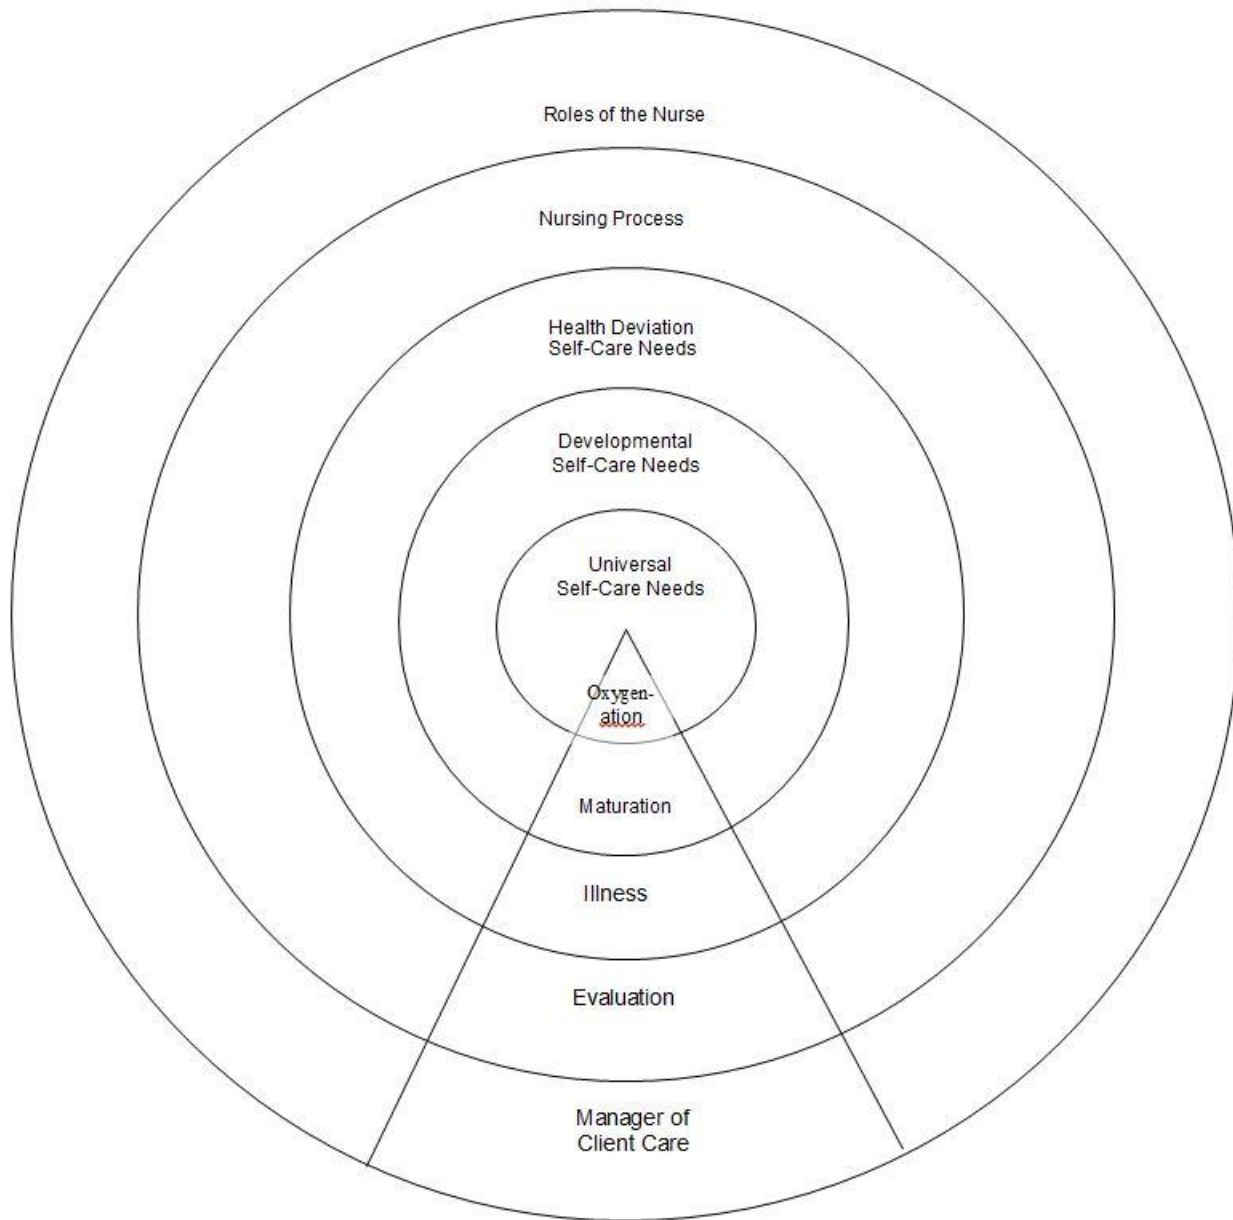 Roles of the Nurse
Nursing Process
Health Deviation
Self-Care Needs
Developmental
Self-Care Needs
Universal
Self-Care Needs
Oxygen-
ation
Maturation
Illness
Evaluation
Manager of
Client Care